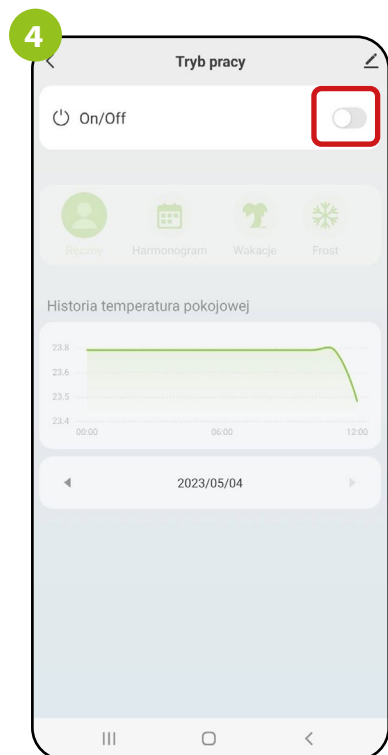 4
Tryb pracy
On/Off
Ręczny Harmonogram Wakacje Frost
Historia temperatura pokojowej
23.8
23.6
23.5
23.4
00:00 06:00 12:00
2023/05/04